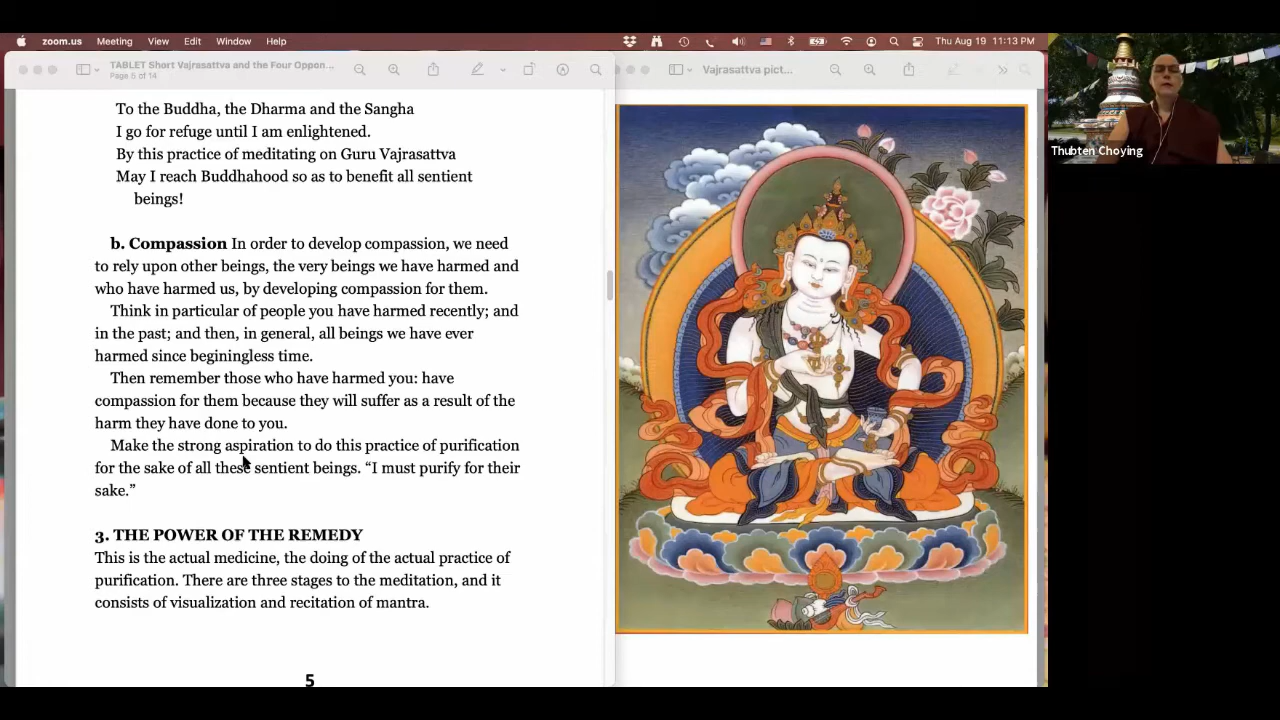 zoom.us Meeting View Edit Window Help
Thu Aug 19 11:13 PM
TABLET Short Vajrasattva and the Four Oppon...
Page 5 of 14
Vajrasattva pict...
To the Buddha, the Dharma and the Sangha
I go for refuge until I am enlightened.
By this practice of meditating on Guru Vajrasattva
May I reach Buddhahood so as to benefit all sentient
beings!
b. Compassion In order to develop compassion, we need
to rely upon other beings, the very beings we have harmed and
who have harmed us, by developing compassion for them.
Think in particular of people you have harmed recently; and
in the past; and then, in general, all beings we have ever
harmed since beginingless time.
Then remember those who have harmed you: have
compassion for them because they will suffer as a result of the
harm they have done to you.
Make the strong aspiration to do this practice of purification
for the sake of all these sentient beings. “I must purify for their
sake.”
3. THE POWER OF THE REMEDY
This is the actual medicine, the doing of the actual practice of
purification. There are three stages to the meditation, and it
consists of visualization and recitation of mantra.
5
Thubten Choying